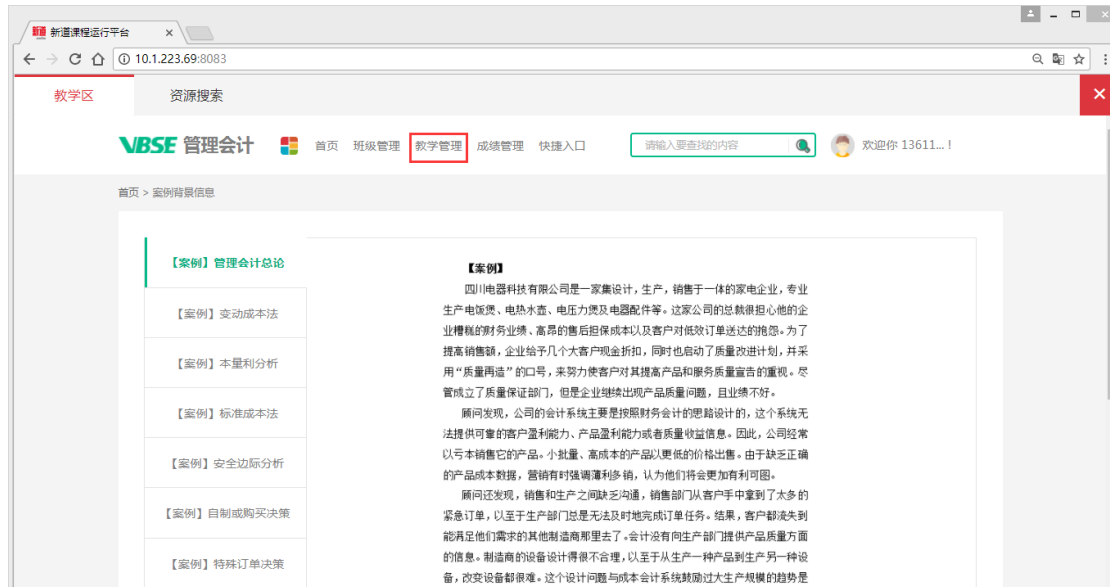 新道课程运行平台
10.1.223.69:8083
教学区 资源搜索
VBSE 管理会计 首页 班级管理 教学管理 成绩管理 快捷入口 请输入要查找的内容 欢迎你 13611... !
首页 > 案例背景信息
【案例】管理会计总论
【案例】变动成本法
【案例】本量利分析
【案例】标准成本法
【案例】安全边际分析
【案例】自制或购买决策
【案例】特殊订单决策
【案例】
四川电器科技有限公司是一家集设计，生产，销售于一体的家电企业，专业
生产电饭煲、电热水壶、电压力煲及电器配件等。这家公司的总裁很担心他的企
业糟糕的财务业绩、高昂的售后担保成本以及客户对低效订单送达的抱怨。为了
提高销售额，企业给予几个大客户现金折扣，同时也启动了质量改进计划，并采
用“质量再造”的口号，来努力使客户对其提高产品和服务质量宣告的重视。尽
管成立了质量保证部门，但是企业继续出现产品质量问题，且业绩不好。
顾问发现，公司的会计系统主要是按照财务会计的思路设计的，这个系统无
法提供可靠的客户盈利能力、产品盈利能力或者质量收益信息。因此，公司经常
以亏本销售它的产品。小批量、高成本的产品以更低的价格出售。由于缺乏正确
的产品成本数据，营销有时强调薄利多销，认为他们将会更加有利可图。
顾问还发现，销售和生产之间缺乏沟通，销售部门从客户手中拿到了太多的
紧急订单，以至于生产部门总是无法及时地完成订单任务。结果，客户都流失到
能满足他们需求的其他制造商那里去了。会计没有向生产部门提供产品质量方面
的信息。制造商的设备设计得很不合理，以至于从生产一种产品到生产另一种设
备，改变设备都很难。这个设计问题与成本会计系统鼓励过大生产规模的趋势是